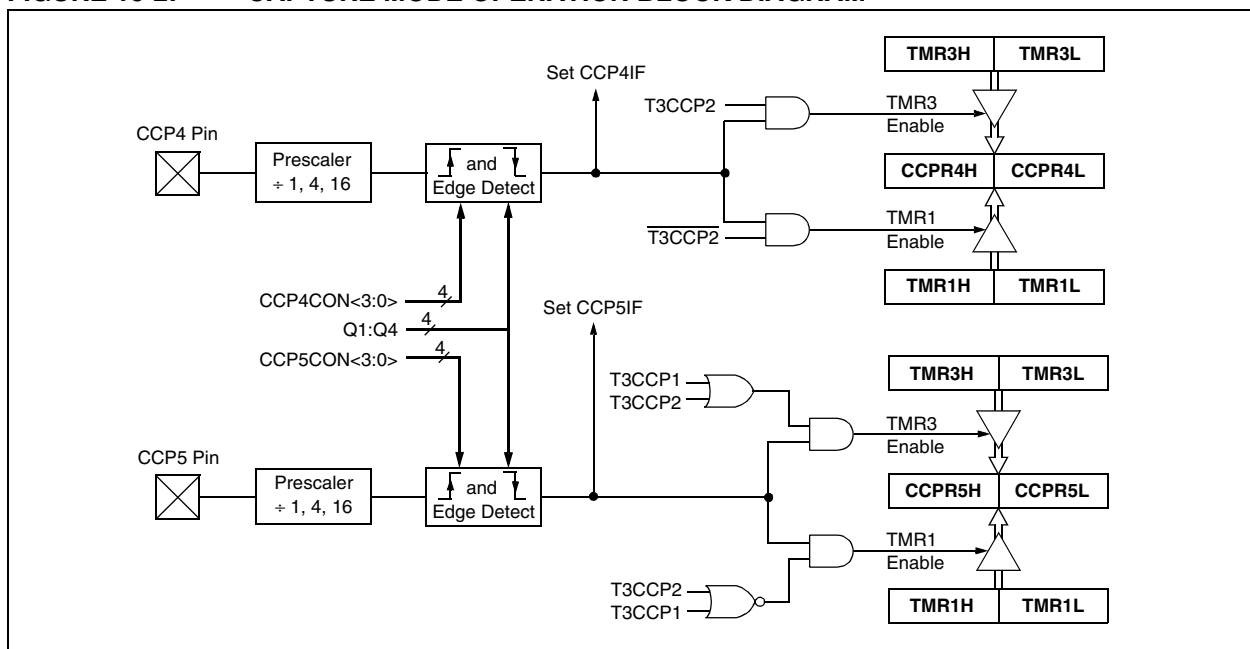 FIGURE CAPTURE MODE OPERATION BLOCK DIAGRAM
CCP4 Pin
Prescaler
÷ 1, 4, 16
and
Edge Detect
Set CCP4IF
T3CCP2
T3CCP2
TMR3
Enable
TMR1
Enable
TMR3H TMR3L
CCPR4H CCPR4L
TMR1H TMR1L
CCP4CON<3:0> 4
Q1:Q4 4
CCP5CON<3:0> 4
CCP5 Pin
Prescaler
÷ 1, 4, 16
and
Edge Detect
Set CCP5IF
T3CCP1
T3CCP2
T3CCP2
T3CCP1
TMR3
Enable
TMR1
Enable
TMR3H TMR3L
CCPR5H CCPR5L
TMR1H TMR1L